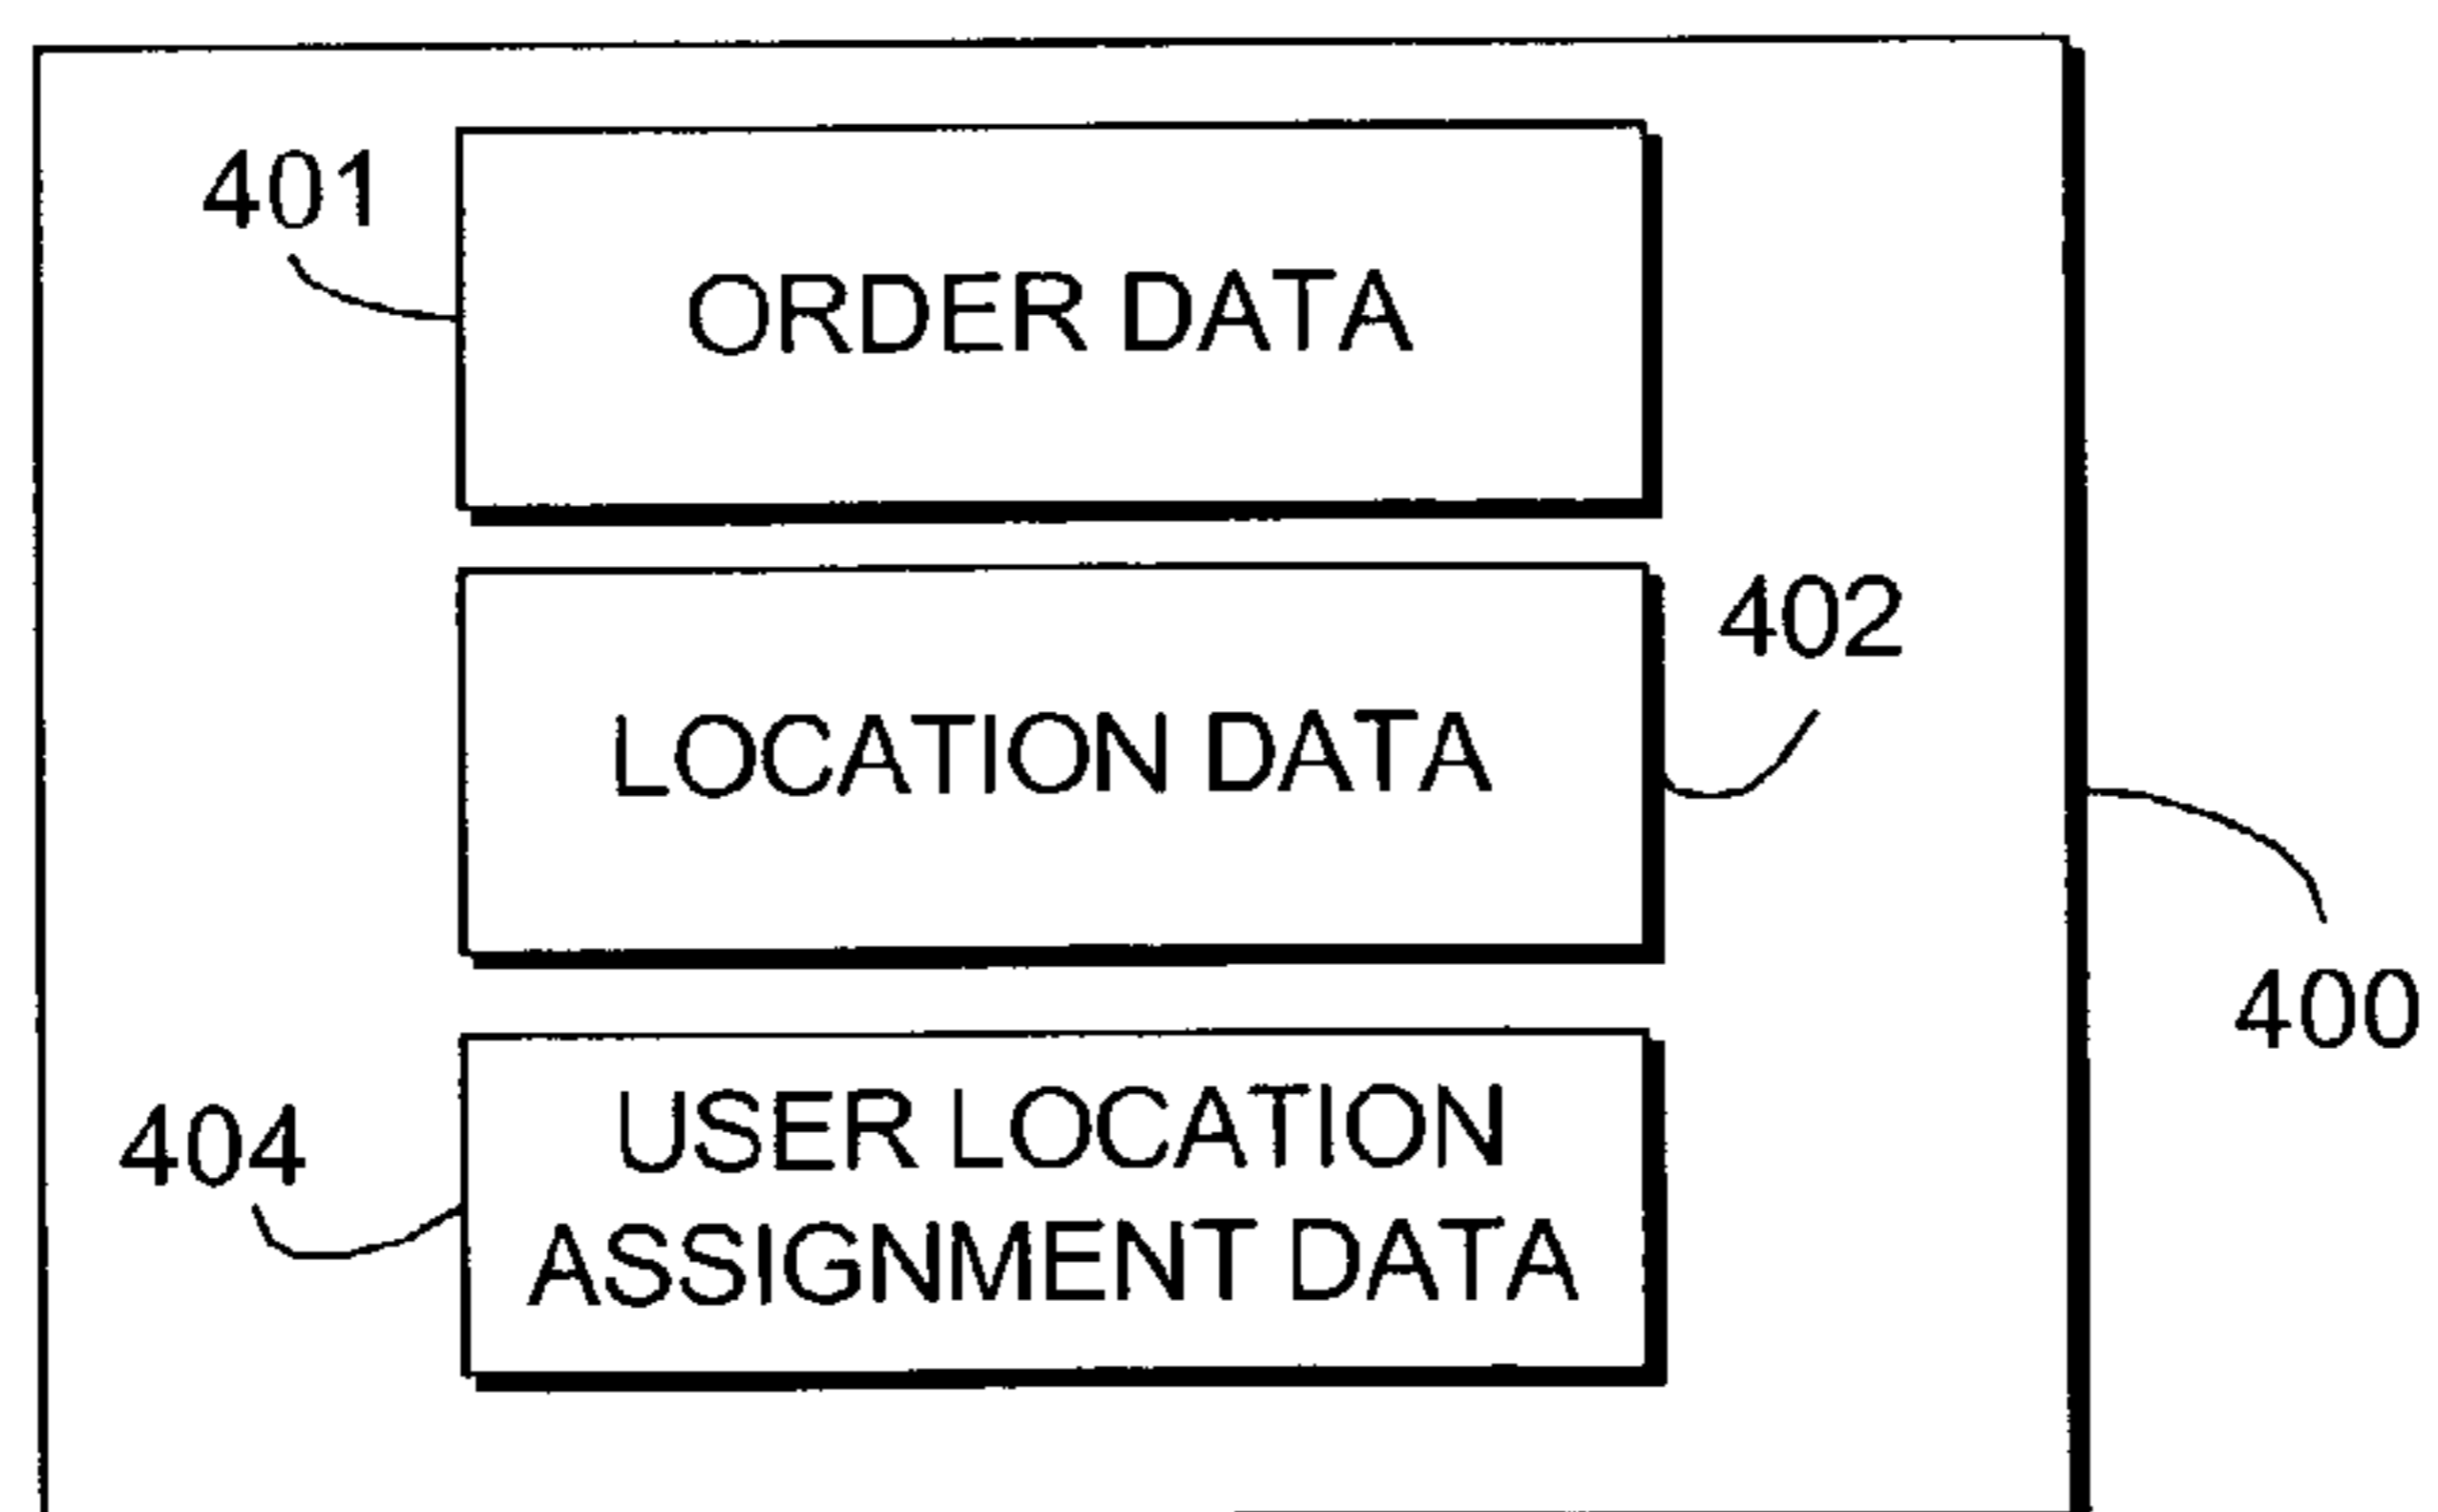 401
ORDER DATA
402
LOCATION DATA
400
404
USER LOCATION
ASSIGNMENT DATA